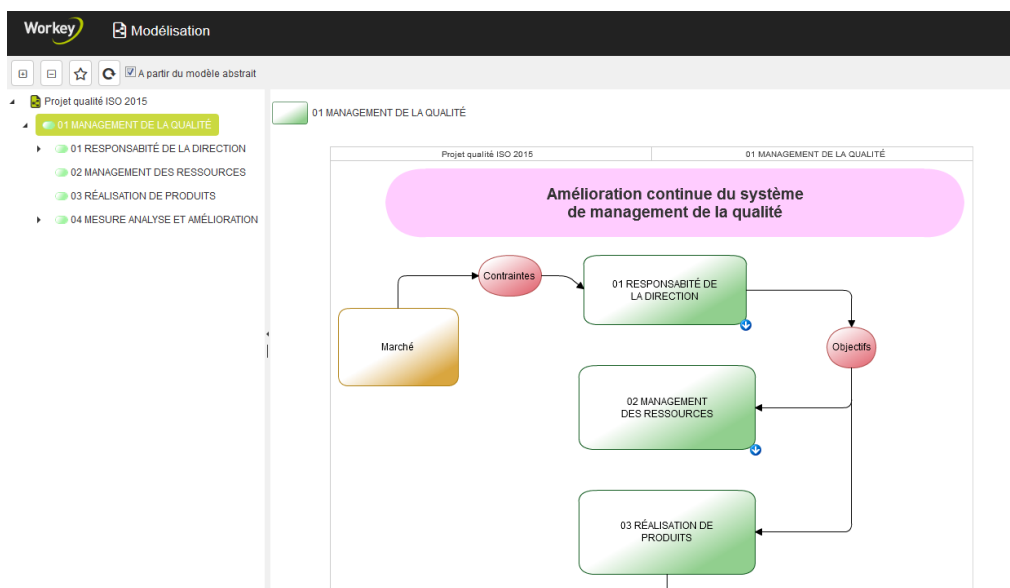 Workey
Modélisation
A partir du modèle abstrait
Projet qualité ISO 2015
01 MANAGEMENT DE LA QUALITÉ
01 RESPONSABITÉ DE LA DIRECTION
02 MANAGEMENT DES RESSOURCES
03 RÉALISATION DE PRODUITS
04 MESURE ANALYSE ET AMÉLIORATION
01 MANAGEMENT DE LA QUALITÉ
Projet qualité ISO 2015
01 MANAGEMENT DE LA QUALITÉ
Amélioration continue du système
de management de la qualité
Contraintes
01 RESPONSABITÉ DE
LA DIRECTION
Marché
Objectifs
02 MANAGEMENT
DES RESSOURCES
03 RÉALISATION DE
PRODUITS